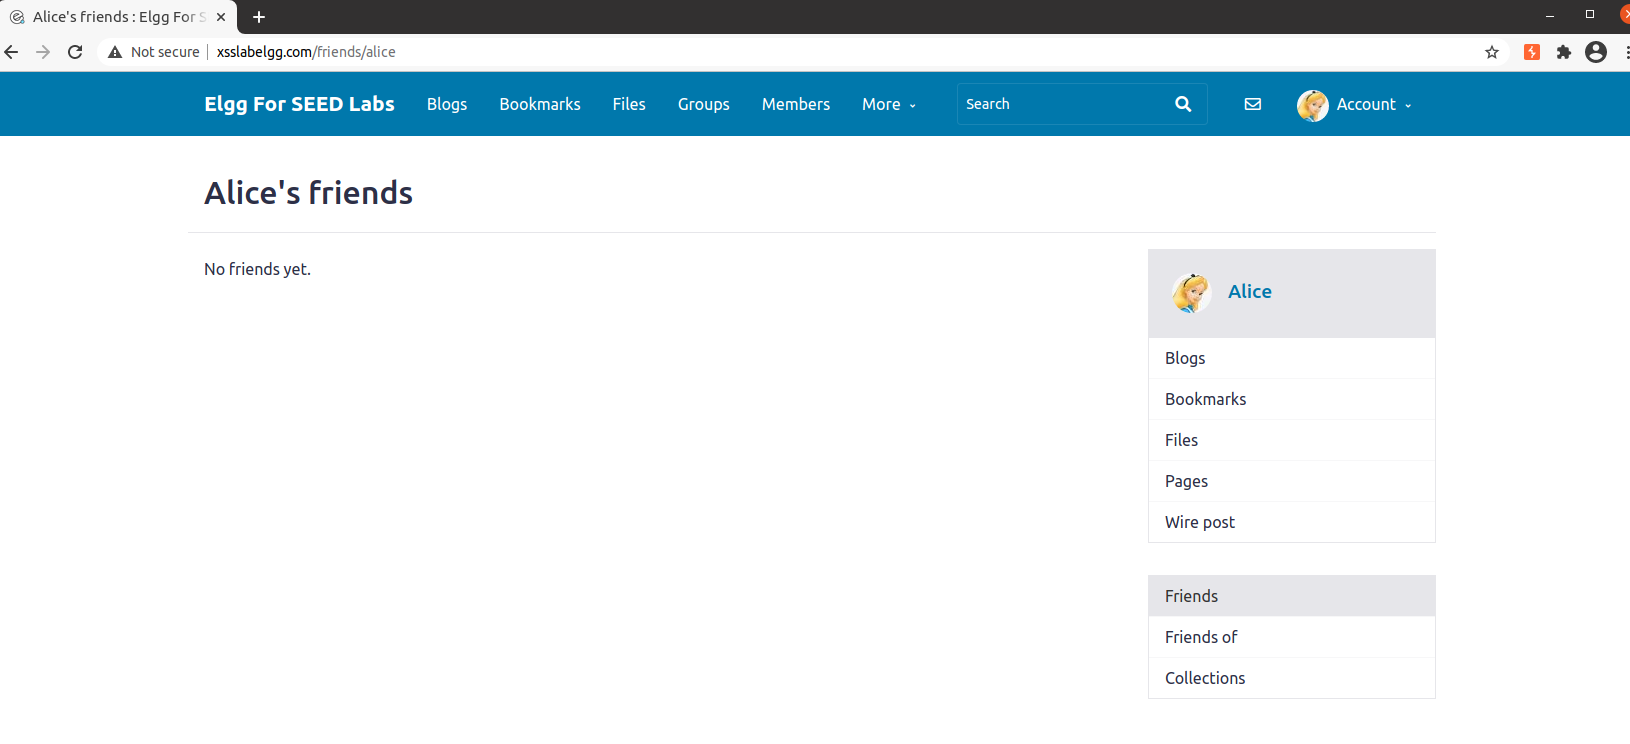 Alice's friends : Elgg For S
Not secure xsslabelgg.com/friends/alice
Elgg For SEED Labs Blogs Bookmarks Files Groups Members More Search Account
Alice's friends
No friends yet.
Alice
Blogs
Bookmarks
Files
Pages
Wire post
Friends
Friends of
Collections